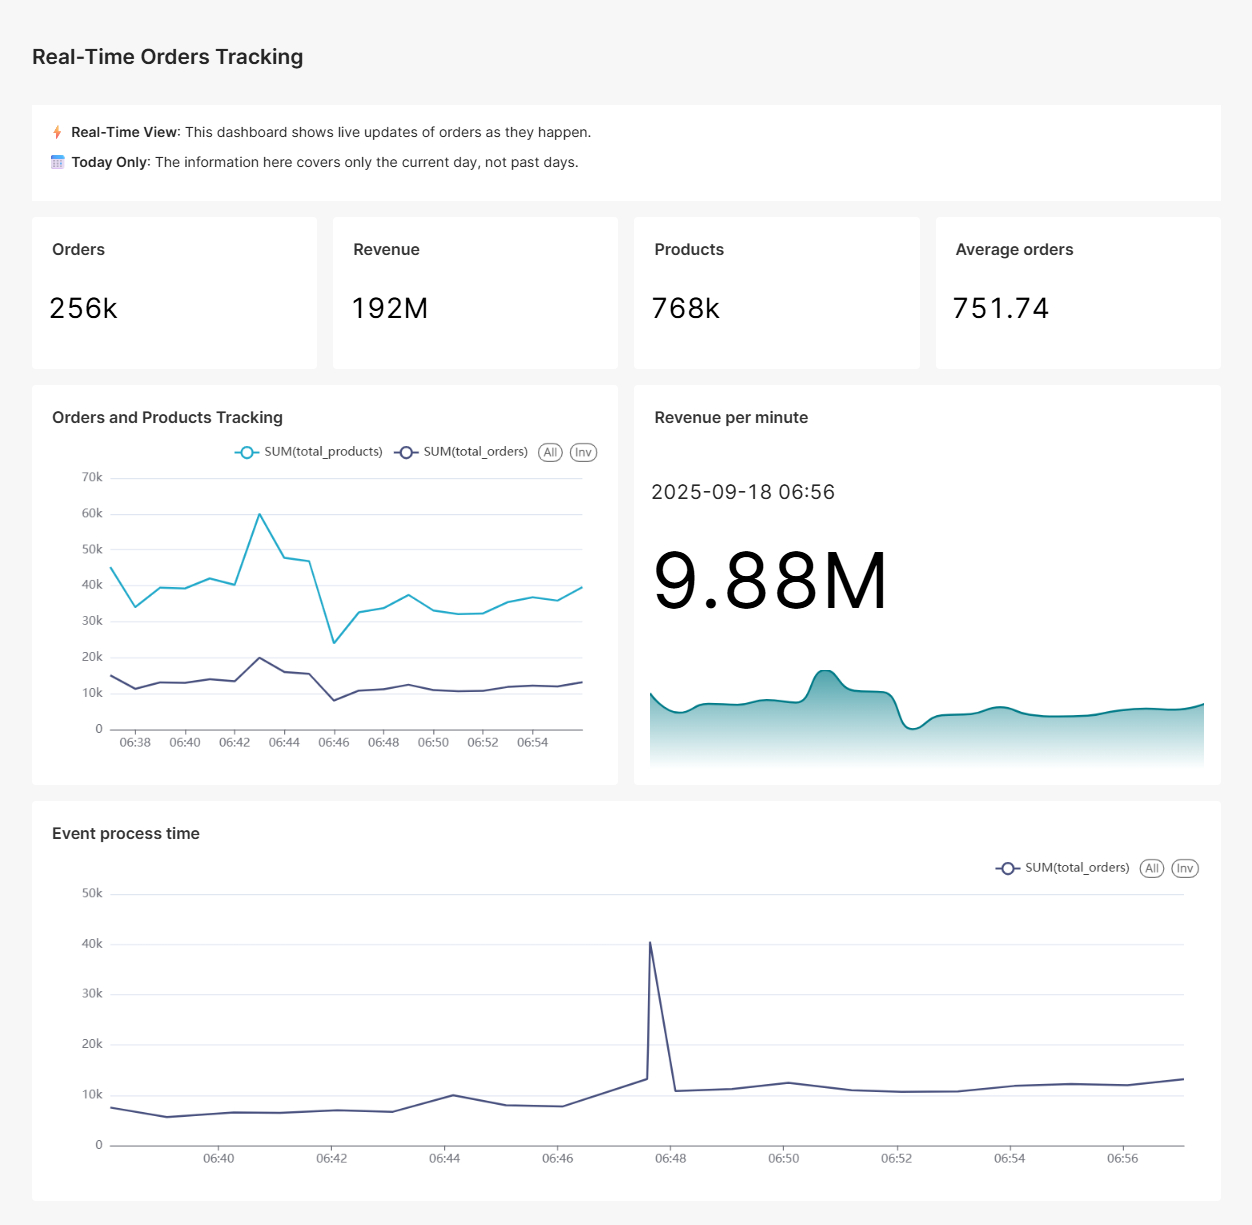 Real-Time Orders Tracking
Real-Time View: This dashboard shows live updates of orders as they happen.
Today Only: The information here covers only the current day, not past days.
Orders
256k
Revenue
192M
Products
768k
Average orders
751.74
Orders and Products Tracking
SUM(total_products) SUM(total_orders) All Inv
70k
60k
50k
40k
30k
20k
10k
0
06:38 06:40 06:42 06:44 06:46 06:48 06:50 06:52 06:54
Revenue per minute
2025-09-18 06:56
9.88M
Event process time
SUM(total_orders) All Inv
50k
40k
30k
20k
10k
0
06:40 06:42 06:44 06:46 06:48 06:50 06:52 06:54 06:56